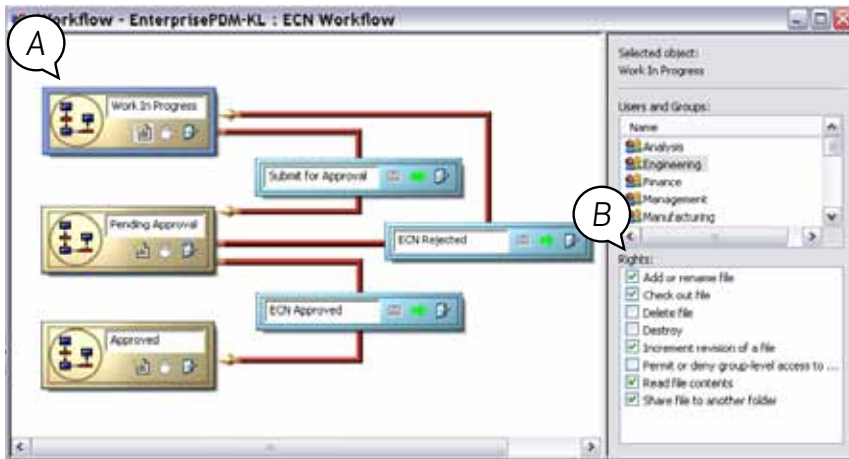 Workflow - EnterprisePDM-KL : ECN Workflow
A
Work In Progress
Submit for Approval
Pending Approval
ECN Rejected
ECN Approved
Approved
Selected object:
Work In Progress
Users and Groups:
Name
Analysis
Engineering
Finance
Management
Manufacturing
B
Rights:
Add or rename file
Check out file
Delete file
Destroy
Increment revision of a file
Permit or deny group-level access to ...
Read file contents
Share file to another folder